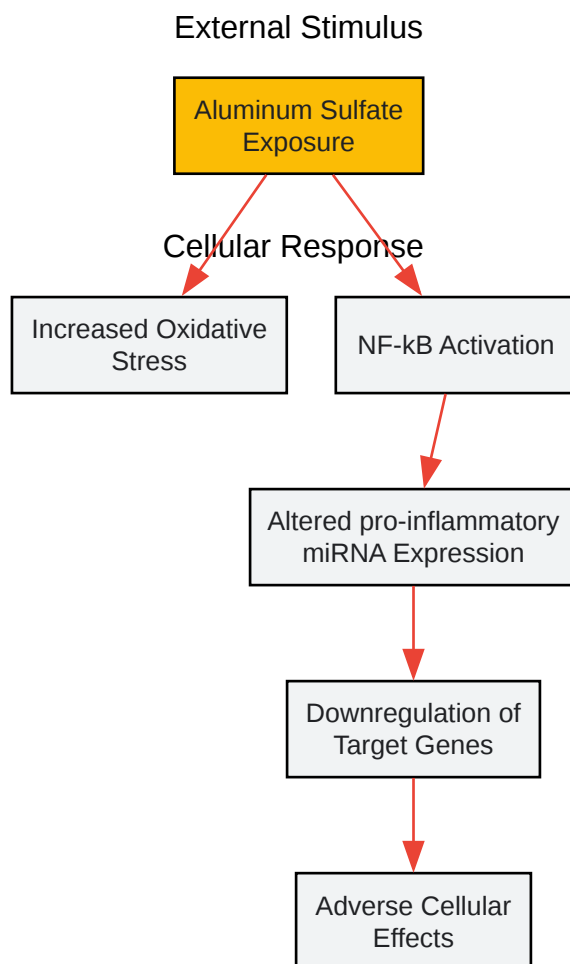 External Stimulus
Aluminum Sulfate
Exposure
Cellular Response
Increased Oxidative
Stress
NF-kB Activation
Altered pro-inflammatory
miRNA Expression
Downregulation of
Target Genes
Adverse Cellular
Effects